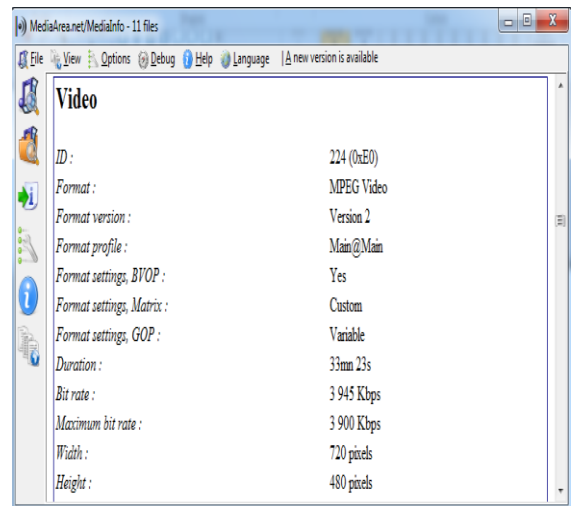 MediaArea.net/MediaInfo - 11 files
File View Options Debug Help Language | A new version is available
Video
ID : 224 (0xE0)
Format : MPEG Video
Format version : Version 2
Format profile : Main@Main
Format settings, BVOP : Yes
Format settings, Matrix : Custom
Format settings, GOP : Variable
Duration : 33mn 23s
Bit rate : 3 945 Kbps
Maximum bit rate : 3 900 Kbps
Width : 720 pixels
Height : 480 pixels